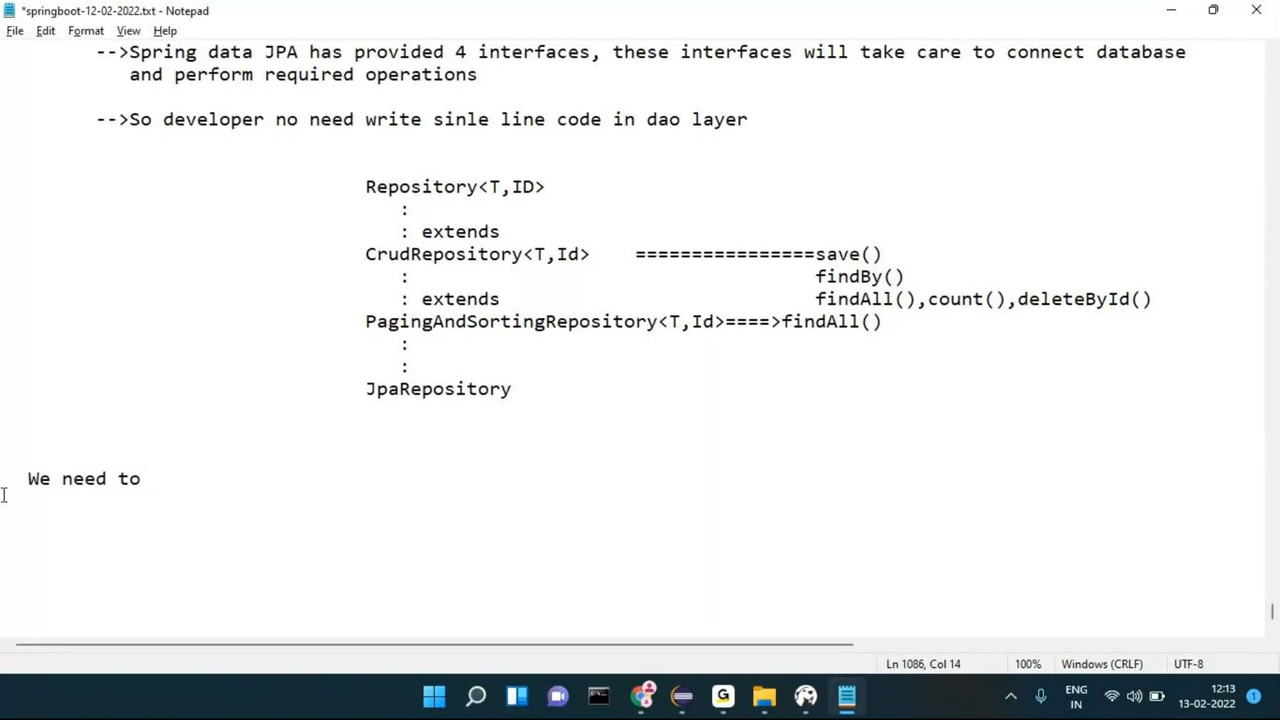 *springboot-12-02-2022.txt - Notepad
File Edit Format View Help
-->Spring data JPA has provided 4 interfaces, these interfaces will take care to connect database
and perform required operations
-->So developer no need write sinle line code in dao layer
Repository<T,ID>
:
: extends
CrudRepository<T,Id> ================save()
: findBy()
: extends findAll(),count(),deleteById()
PagingAndSortingRepository<T,Id>====>findAll()
:
:
JpaRepository
We need to
Ln 1086, Col 14 100% Windows (CRLF) UTF-8
ENG
IN
12:13
13-02-2022
1